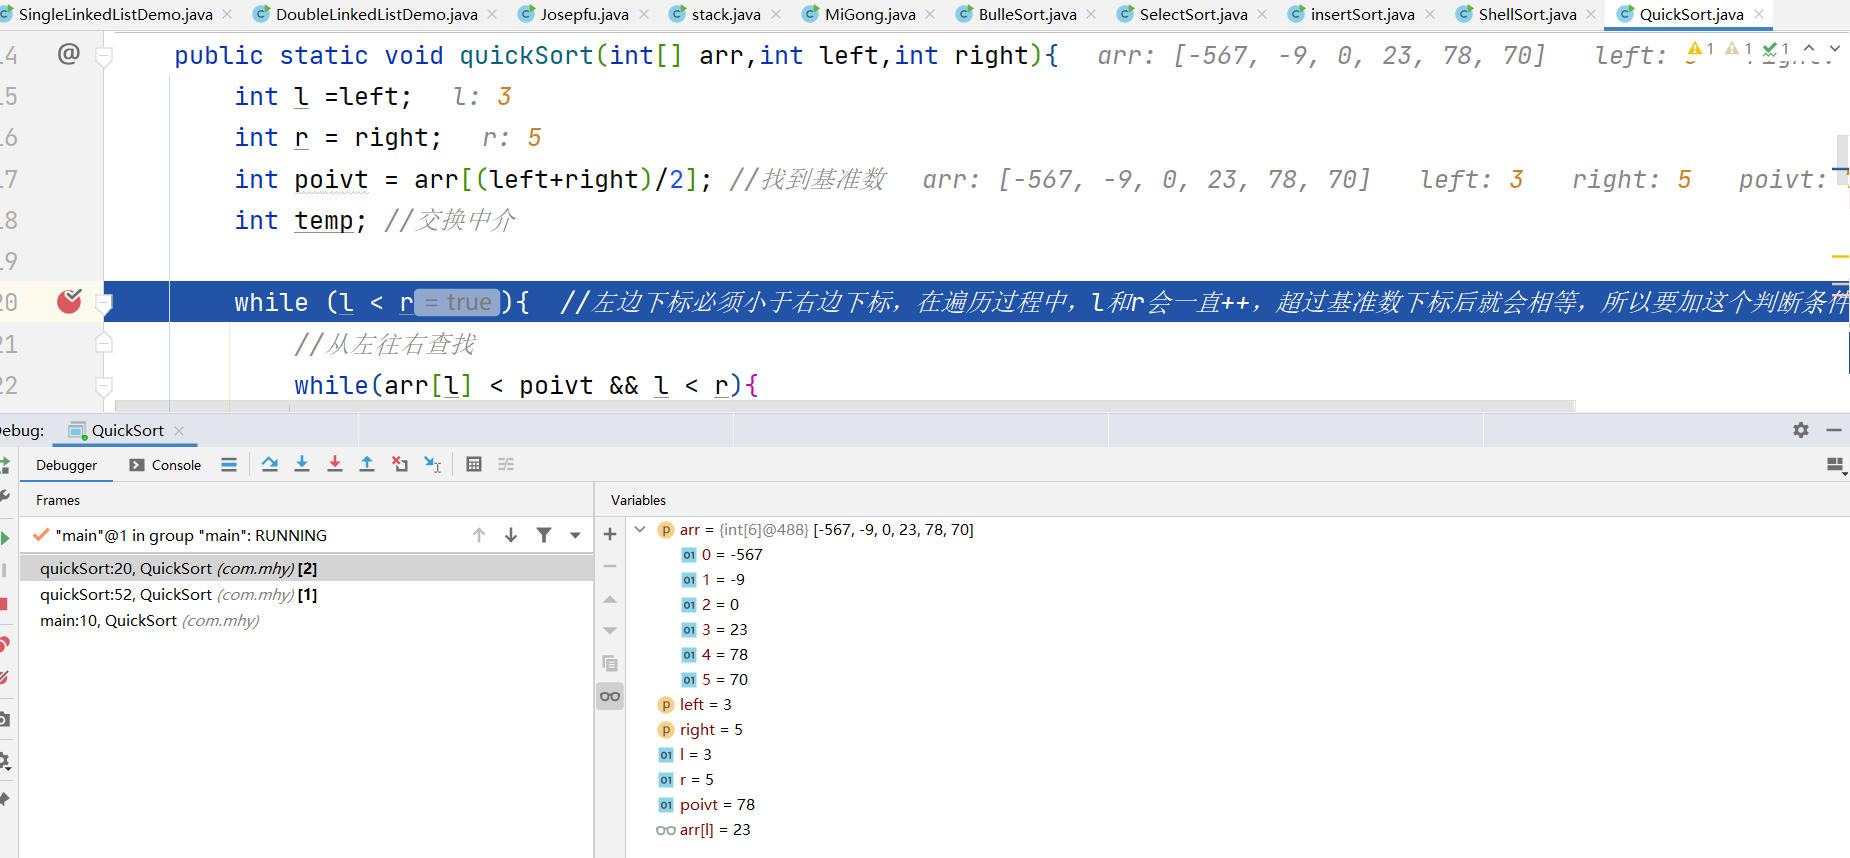 SingleLinkedListDemo.java DoubleLinkedListDemo.java Josepfu.java stack.java MiGong.java BulleSort.java SelectSort.java insertSort.java ShellSort.java QuickSort.java
14 @ public static void quickSort(int[] arr,int left,int right){ arr: [-567, -9, 0, 23, 78, 70] left: 1 1 1
15 int l =left; l: 3
16 int r = right; r: 5
17 int poivt = arr[(left+right)/2]; //找到基准数 arr: [-567, -9, 0, 23, 78, 70] left: 3 right: 5 poivt:
18 int temp; //交换中介
19
20 while (l < r = true ){ //左边下标必须小于右边下标，在遍历过程中，l和r会一直++，超过基准数下标后就会相等，所以要加这个判断条件
21 //从左往右查找
22 while(arr[l] < poivt && l < r){
Debug: QuickSort
Debugger Console
Frames
Variables
"main"@1 in group "main": RUNNING
quickSort:20, QuickSort (com.mhy) [2]
quickSort:52, QuickSort (com.mhy) [1]
main:10, QuickSort (com.mhy)
arr = {int[6]@488} [-567, -9, 0, 23, 78, 70]
0 = -567
1 = -9
2 = 0
3 = 23
4 = 78
5 = 70
left = 3
right = 5
l = 3
r = 5
poivt = 78
arr[l] = 23